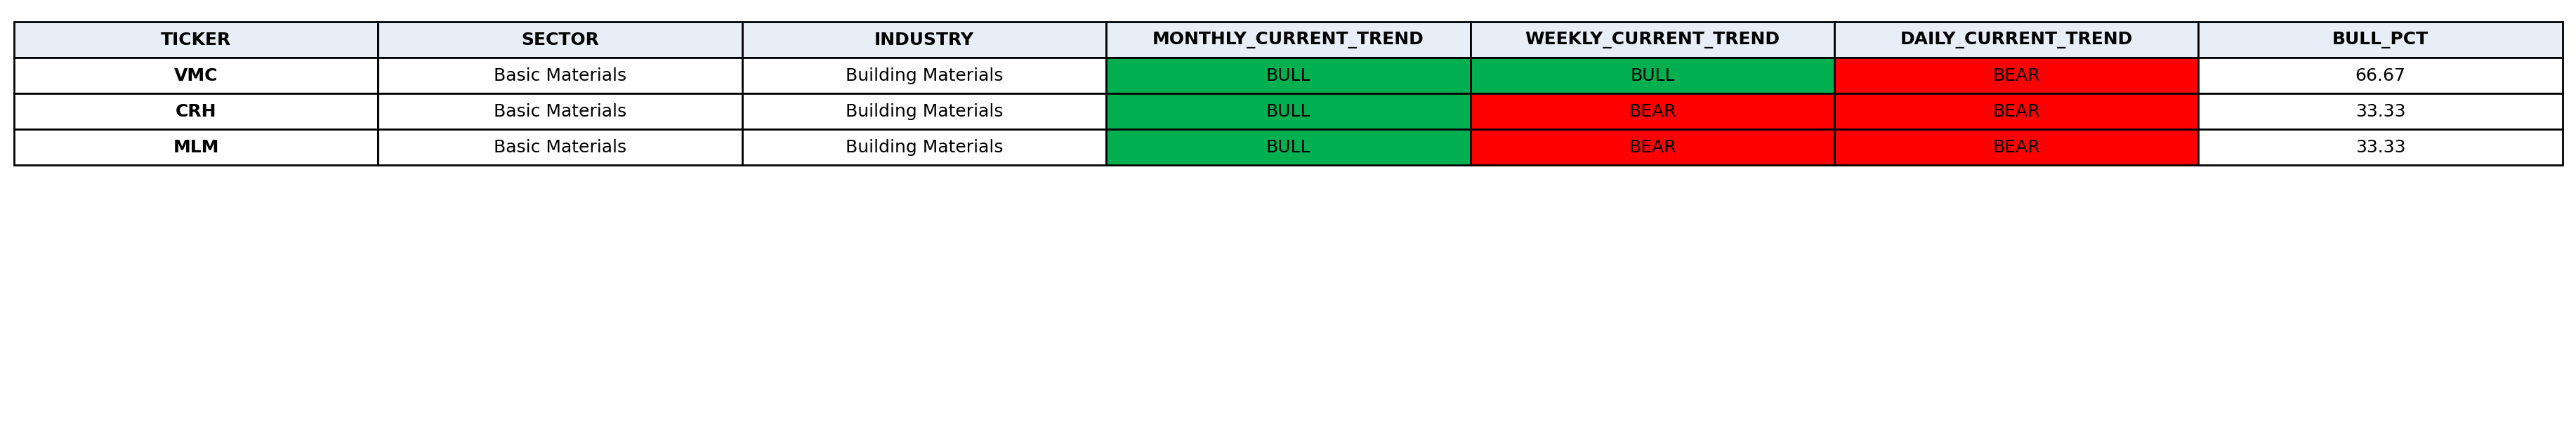 TICKER SECTOR INDUSTRY MONTHLY_CURRENT_TREND WEEKLY_CURRENT_TREND DAILY_CURRENT_TREND BULL_PCT
VMC Basic Materials Building Materials BULL BULL BEAR 66.67
CRH Basic Materials Building Materials BULL BEAR BEAR 33.33
MLM Basic Materials Building Materials BULL BEAR BEAR 33.33